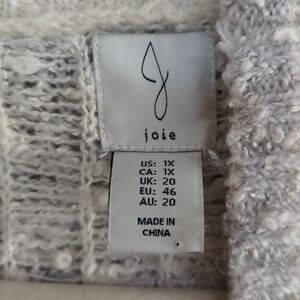 joie
US: 1X
CA: 1X
UK: 20
EU: 46
AU: 20
MADE IN
CHINA